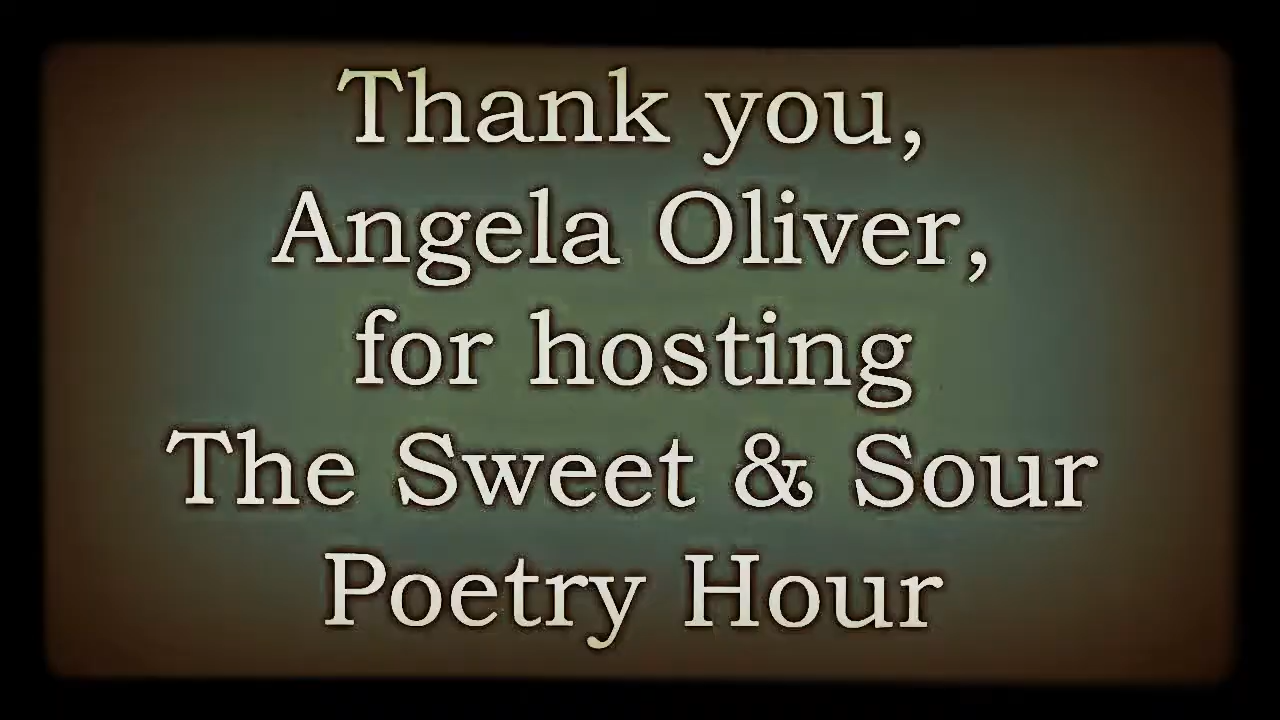 Thank you,
Angela Oliver,
for hosting
The Sweet & Sour
Poetry Hour